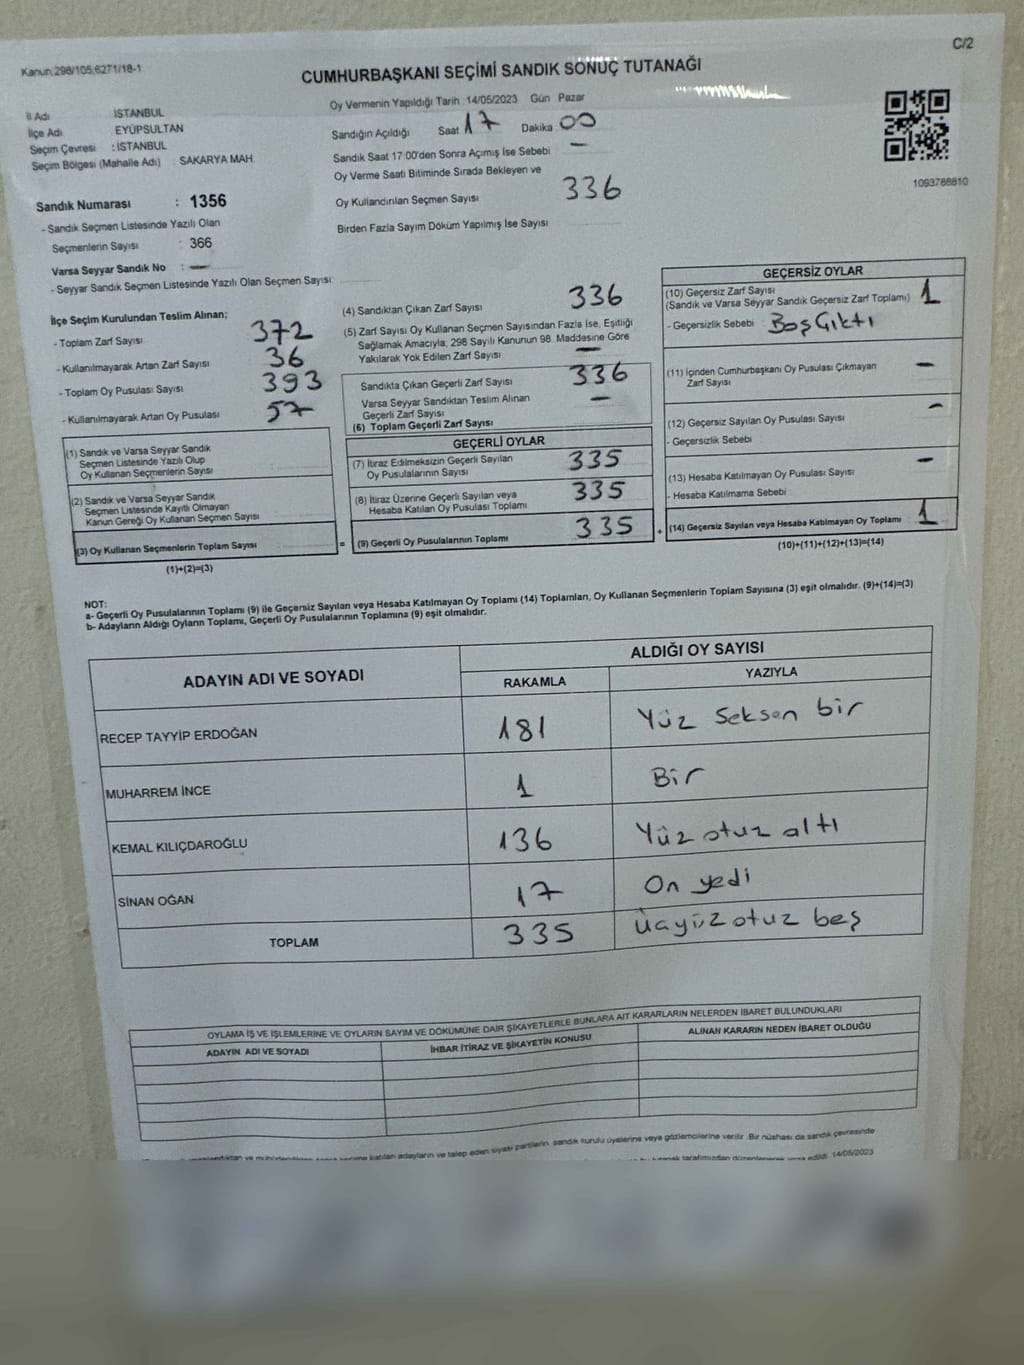 Kanun:298/105;6271/18-1
C/2
CUMHURBAŞKANI SEÇİMİ SANDIK SONUÇ TUTANAĞI
İl Adı İSTANBUL
İlçe Adı EYÜPSULTAN
Seçim Çevresi : İSTANBUL
Seçim Bölgesi (Mahalle Adı) : SAKARYA MAH.
Sandık Numarası : 1356
- Sandık Seçmen Listesinde Yazılı Olan
Seçmenlerin Sayısı : 366
Varsa Seyyar Sandık No : —
- Seyyar Sandık Seçmen Listesinde Yazılı Olan Seçmen Sayısı:
Oy Vermenin Yapıldığı Tarih :14/05/2023 Gün Pazar
Sandığın Açıldığı Saat 17 Dakika 00
Sandık Saat 17:00'den Sonra Açımış İse Sebebi —
Oy Verme Saati Bitiminde Sırada Bekleyen ve
Oy Kullandırılan Seçmen Sayısı 336
Birden Fazla Sayım Döküm Yapılmış İse Sayısı
1093788810
İlçe Seçim Kurulundan Teslim Alınan;
- Toplam Zarf Sayısı 372
- Kullanılmayarak Artan Zarf Sayısı 36
- Toplam Oy Pusulası Sayısı 393
- Kullanılmayarak Artan Oy Pusulası 57
(1) Sandık ve Varsa Seyyar Sandık
Seçmen Listesinde Yazılı Olup
Oy Kullanan Seçmenlerin Sayısı
(2) Sandık ve Varsa Seyyar Sandık
Seçmen Listesinde Kayıtlı Olmayan
Kanun Gereği Oy Kullanan Seçmen Sayısı
(3) Oy Kullanan Seçmenlerin Toplam Sayısı
(1)+(2)=(3)
(4) Sandıktan Çıkan Zarf Sayısı 336
(5) Zarf Sayısı Oy Kullanan Seçmen Sayısından Fazla İse, Eşitliği
Sağlamak Amacıyla; 298 Sayılı Kanunun 98. Maddesine Göre
Yakılarak Yok Edilen Zarf Sayısı —
Sandıkta Çıkan Geçerli Zarf Sayısı 336
Varsa Seyyar Sandıktan Teslim Alınan —
Geçerli Zarf Sayısı
(6) Toplam Geçerli Zarf Sayısı
GEÇERLİ OYLAR
(7) İtiraz Edilmeksizin Geçerli Sayılan 335
Oy Pusulalarının Sayısı
(8) İtiraz Üzerine Geçerli Sayılan veya 335
Hesaba Katılan Oy Pusulası Toplamı
= (9) Geçerli Oy Pusulalarının Toplamı 335 +
GEÇERSİZ OYLAR
(10) Geçersiz Zarf Sayısı 1
(Sandık ve Varsa Seyyar Sandık Geçersiz Zarf Toplamı)
- Geçersizlik Sebebi : Boş Çıktı
(11) İçinden Cumhurbaşkanı Oy Pusulası Çıkmayan —
Zarf Sayısı
(12) Geçersiz Sayılan Oy Pusulası Sayısı —
- Geçersizlik Sebebi
(13) Hesaba Katılmayan Oy Pusulası Sayısı —
- Hesaba Katılmama Sebebi
(14) Geçersiz Sayılan veya Hesaba Katılmayan Oy Toplamı 1
(10)+(11)+(12)+(13)=(14)
NOT:
a- Geçerli Oy Pusulalarının Toplamı (9) ile Geçersiz Sayılan veya Hesaba Katılmayan Oy Toplamı (14) Toplamları, Oy Kullanan Seçmenlerin Toplam Sayısına (3) eşit olmalıdır. (9)+(14)=(3)
b- Adayların Aldığı Oyların Toplamı, Geçerli Oy Pusulalarının Toplamına (9) eşit olmalıdır.
ADAYIN ADI VE SOYADI ALDIĞI OY SAYISI
RAKAMLA YAZIYLA
RECEP TAYYİP ERDOĞAN 181 Yüz Seksen bir
MUHARREM İNCE 1 Bir
KEMAL KILIÇDAROĞLU 136 Yüz otuz altı
SİNAN OĞAN 17 On yedi
TOPLAM 335 Üçyüz otuz beş
OYLAMA İŞ VE İŞLEMLERİNE VE OYLARIN SAYIM VE DÖKÜMÜNE DAİR ŞİKAYETLERLE BUNLARA AİT KARARLARIN NELERDEN İBARET BULUNDUKLARI
ADAYIN ADI VE SOYADI İHBAR İTİRAZ VE ŞİKAYETİN KONUSU ALINAN KARARIN NEDEN İBARET OLDUĞU
katılan adayların ve talep eden siyasi partilerin sandık kurulu üyelerine veya gözlemcilerine verilir. Bir nüshası da sandık çevresinde
tutanak tarafımızdan 14/05/2023